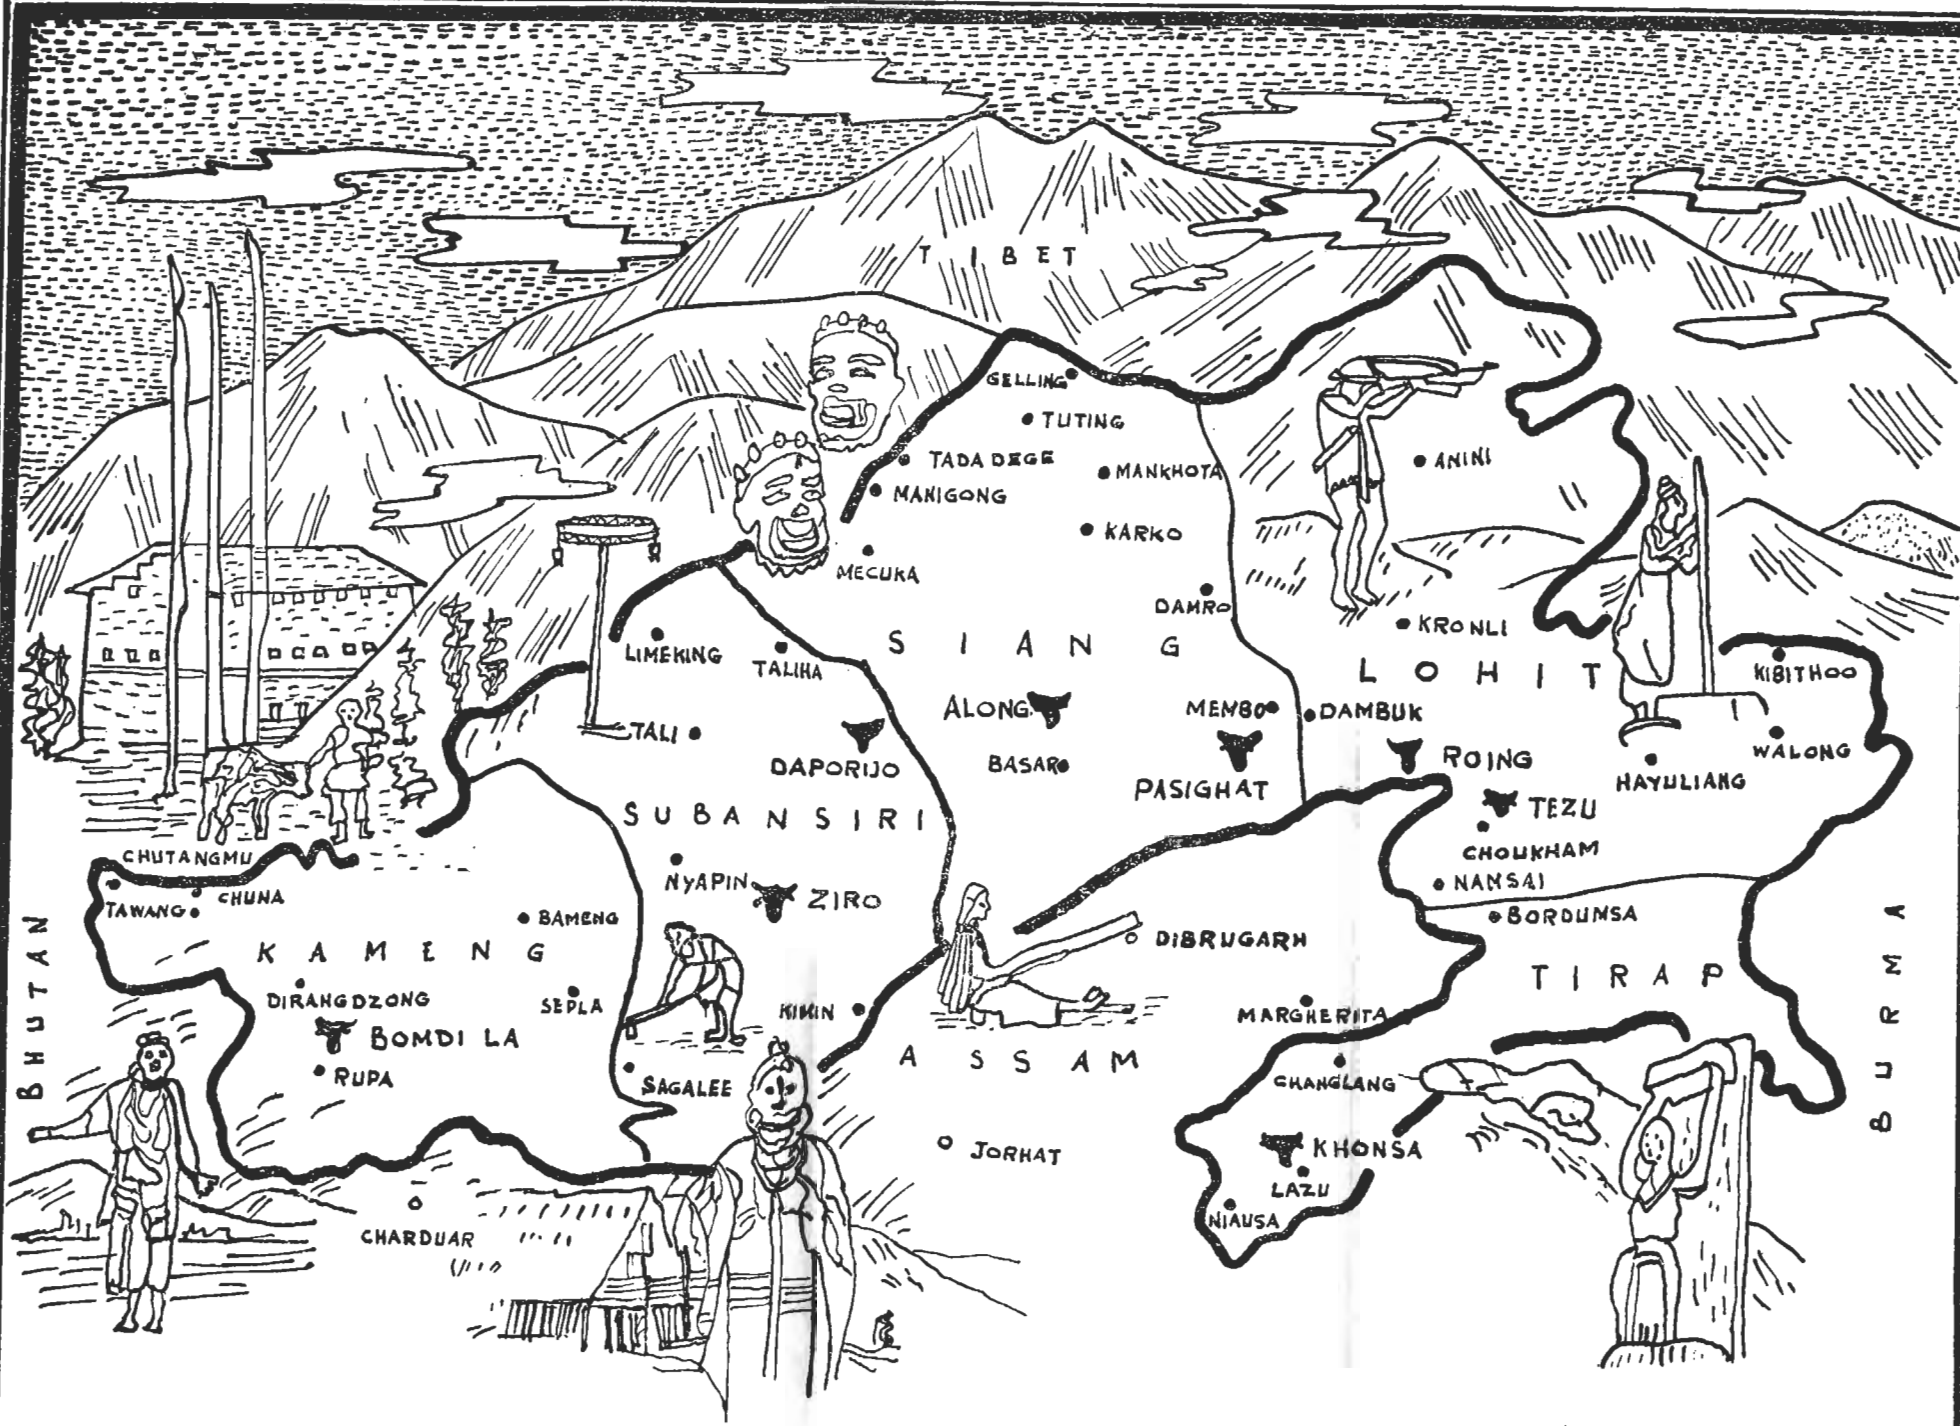 TIBET
GELLING
TUTING
TADADEGE
MANKHOTA
ANINI
MANIGONG
KARKO
MECUKA
DAMRO
KRONLI
SIANG
LIMEKING
TALIHA
LOHIT
KIBITHOO
ALONG
MEMBO
DAMBUK
TALI
WALONG
DAPORIJO
BASAR
ROING
PASIGHAT
HAYULIANG
TEZU
SUBANSIRI
CHOUKHAM
CHUTANGMU
NYAPIN
NAMSAI
CHUNA
ZIRO
TAWANG
BAMENG
BORDUMSA
BHUTAN
KAMENG
DIBRUGARH
BURMA
TIRAP
DIRANGDZONG
SEPLA
KIMIN
MARGHERITA
BOMDI LA
ASSAM
RUPA
SAGALEE
CHANGLANG
KHONSA
JORHAT
LAZU
NIAUSA
CHARDUAR